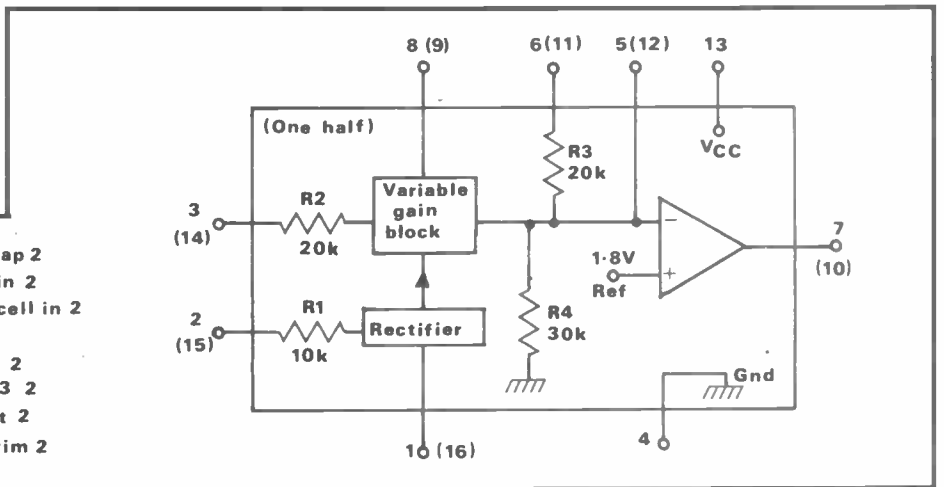 8 (9)
6(11)
5(12)
13
(One half)
VCC
R3
20k
3
(14)
R2
20k
Variable
gain
block
−
7
(10)
1·8V
Ref
+
2
(15)
R1
10k
Rectifier
R4
30k
Gnd
1 (16)
4
ap 2
in 2
cell in 2
2
3 2
t 2
rim 2